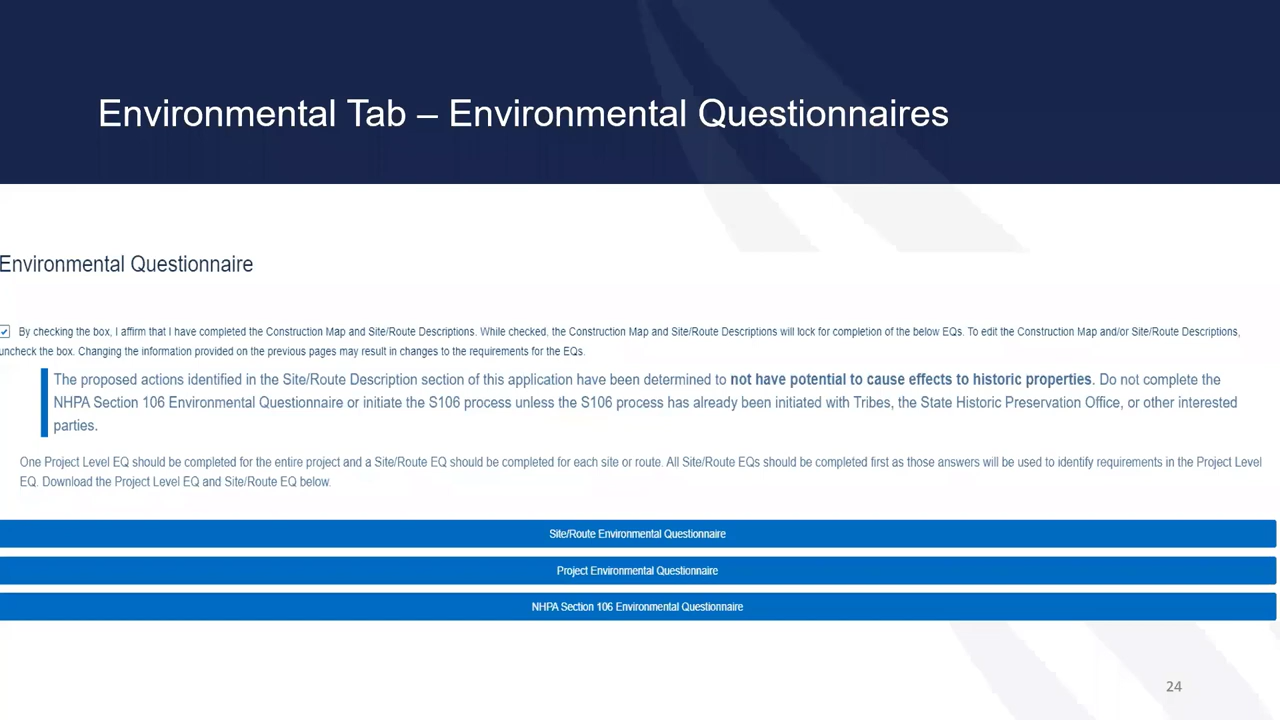 Environmental Tab – Environmental Questionnaires
Environmental Questionnaire
By checking the box, I affirm that I have completed the Construction Map and Site/Route Descriptions. While checked, the Construction Map and Site/Route Descriptions will lock for completion of the below EQs. To edit the Construction Map and/or Site/Route Descriptions,
uncheck the box. Changing the information provided on the previous pages may result in changes to the requirements for the EQs.
The proposed actions identified in the Site/Route Description section of this application have been determined to not have potential to cause effects to historic properties. Do not complete the
NHPA Section 106 Environmental Questionnaire or initiate the S106 process unless the S106 process has already been initiated with Tribes, the State Historic Preservation Office, or other interested
parties.
One Project Level EQ should be completed for the entire project and a Site/Route EQ should be completed for each site or route. All Site/Route EQs should be completed first as those answers will be used to identify requirements in the Project Level
EQ. Download the Project Level EQ and Site/Route EQ below.
Site/Route Environmental Questionnaire
Project Environmental Questionnaire
NHPA Section 106 Environmental Questionnaire
24